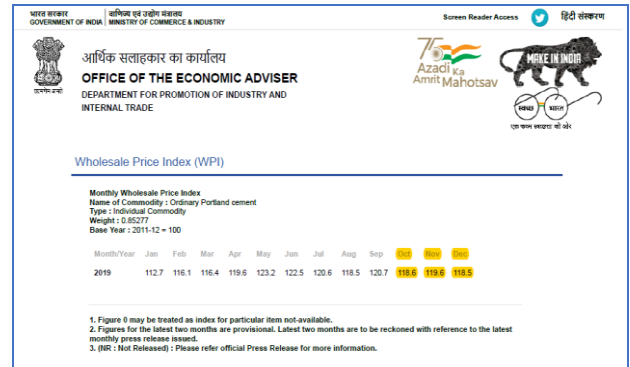 भारत सरकार
GOVERNMENT OF INDIA
वाणिज्य एवं उद्योग मंत्रालय
MINISTRY OF COMMERCE & INDUSTRY
Screen Reader Access
हिंदी संस्करण
सत्यमेव जयते
आर्थिक सलाहकार का कार्यालय
OFFICE OF THE ECONOMIC ADVISER
DEPARTMENT FOR PROMOTION OF INDUSTRY AND
INTERNAL TRADE
75
Azadi Ka
Amrit Mahotsav
MAKE IN INDIA
स्वच्छ भारत
एक कदम स्वच्छता की ओर
Wholesale Price Index (WPI)
Monthly Wholesale Price Index
Name of Commodity : Ordinary Portland cement
Type : Individual Commodity
Weight : 0.85277
Base Year : 2011-12 = 100
Month/Year Jan Feb Mar Apr May Jun Jul Aug Sep Oct Nov Dec
2019 112.7 116.1 116.4 119.6 123.2 122.5 120.6 118.5 120.7 118.6 119.6 118.5
1. Figure 0 may be treated as index for particular item not-available.
2. Figures for the latest two months are provisional. Latest two months are to be reckoned with reference to the latest
monthly press release issued.
3. (NR : Not Released) : Please refer official Press Release for more information.